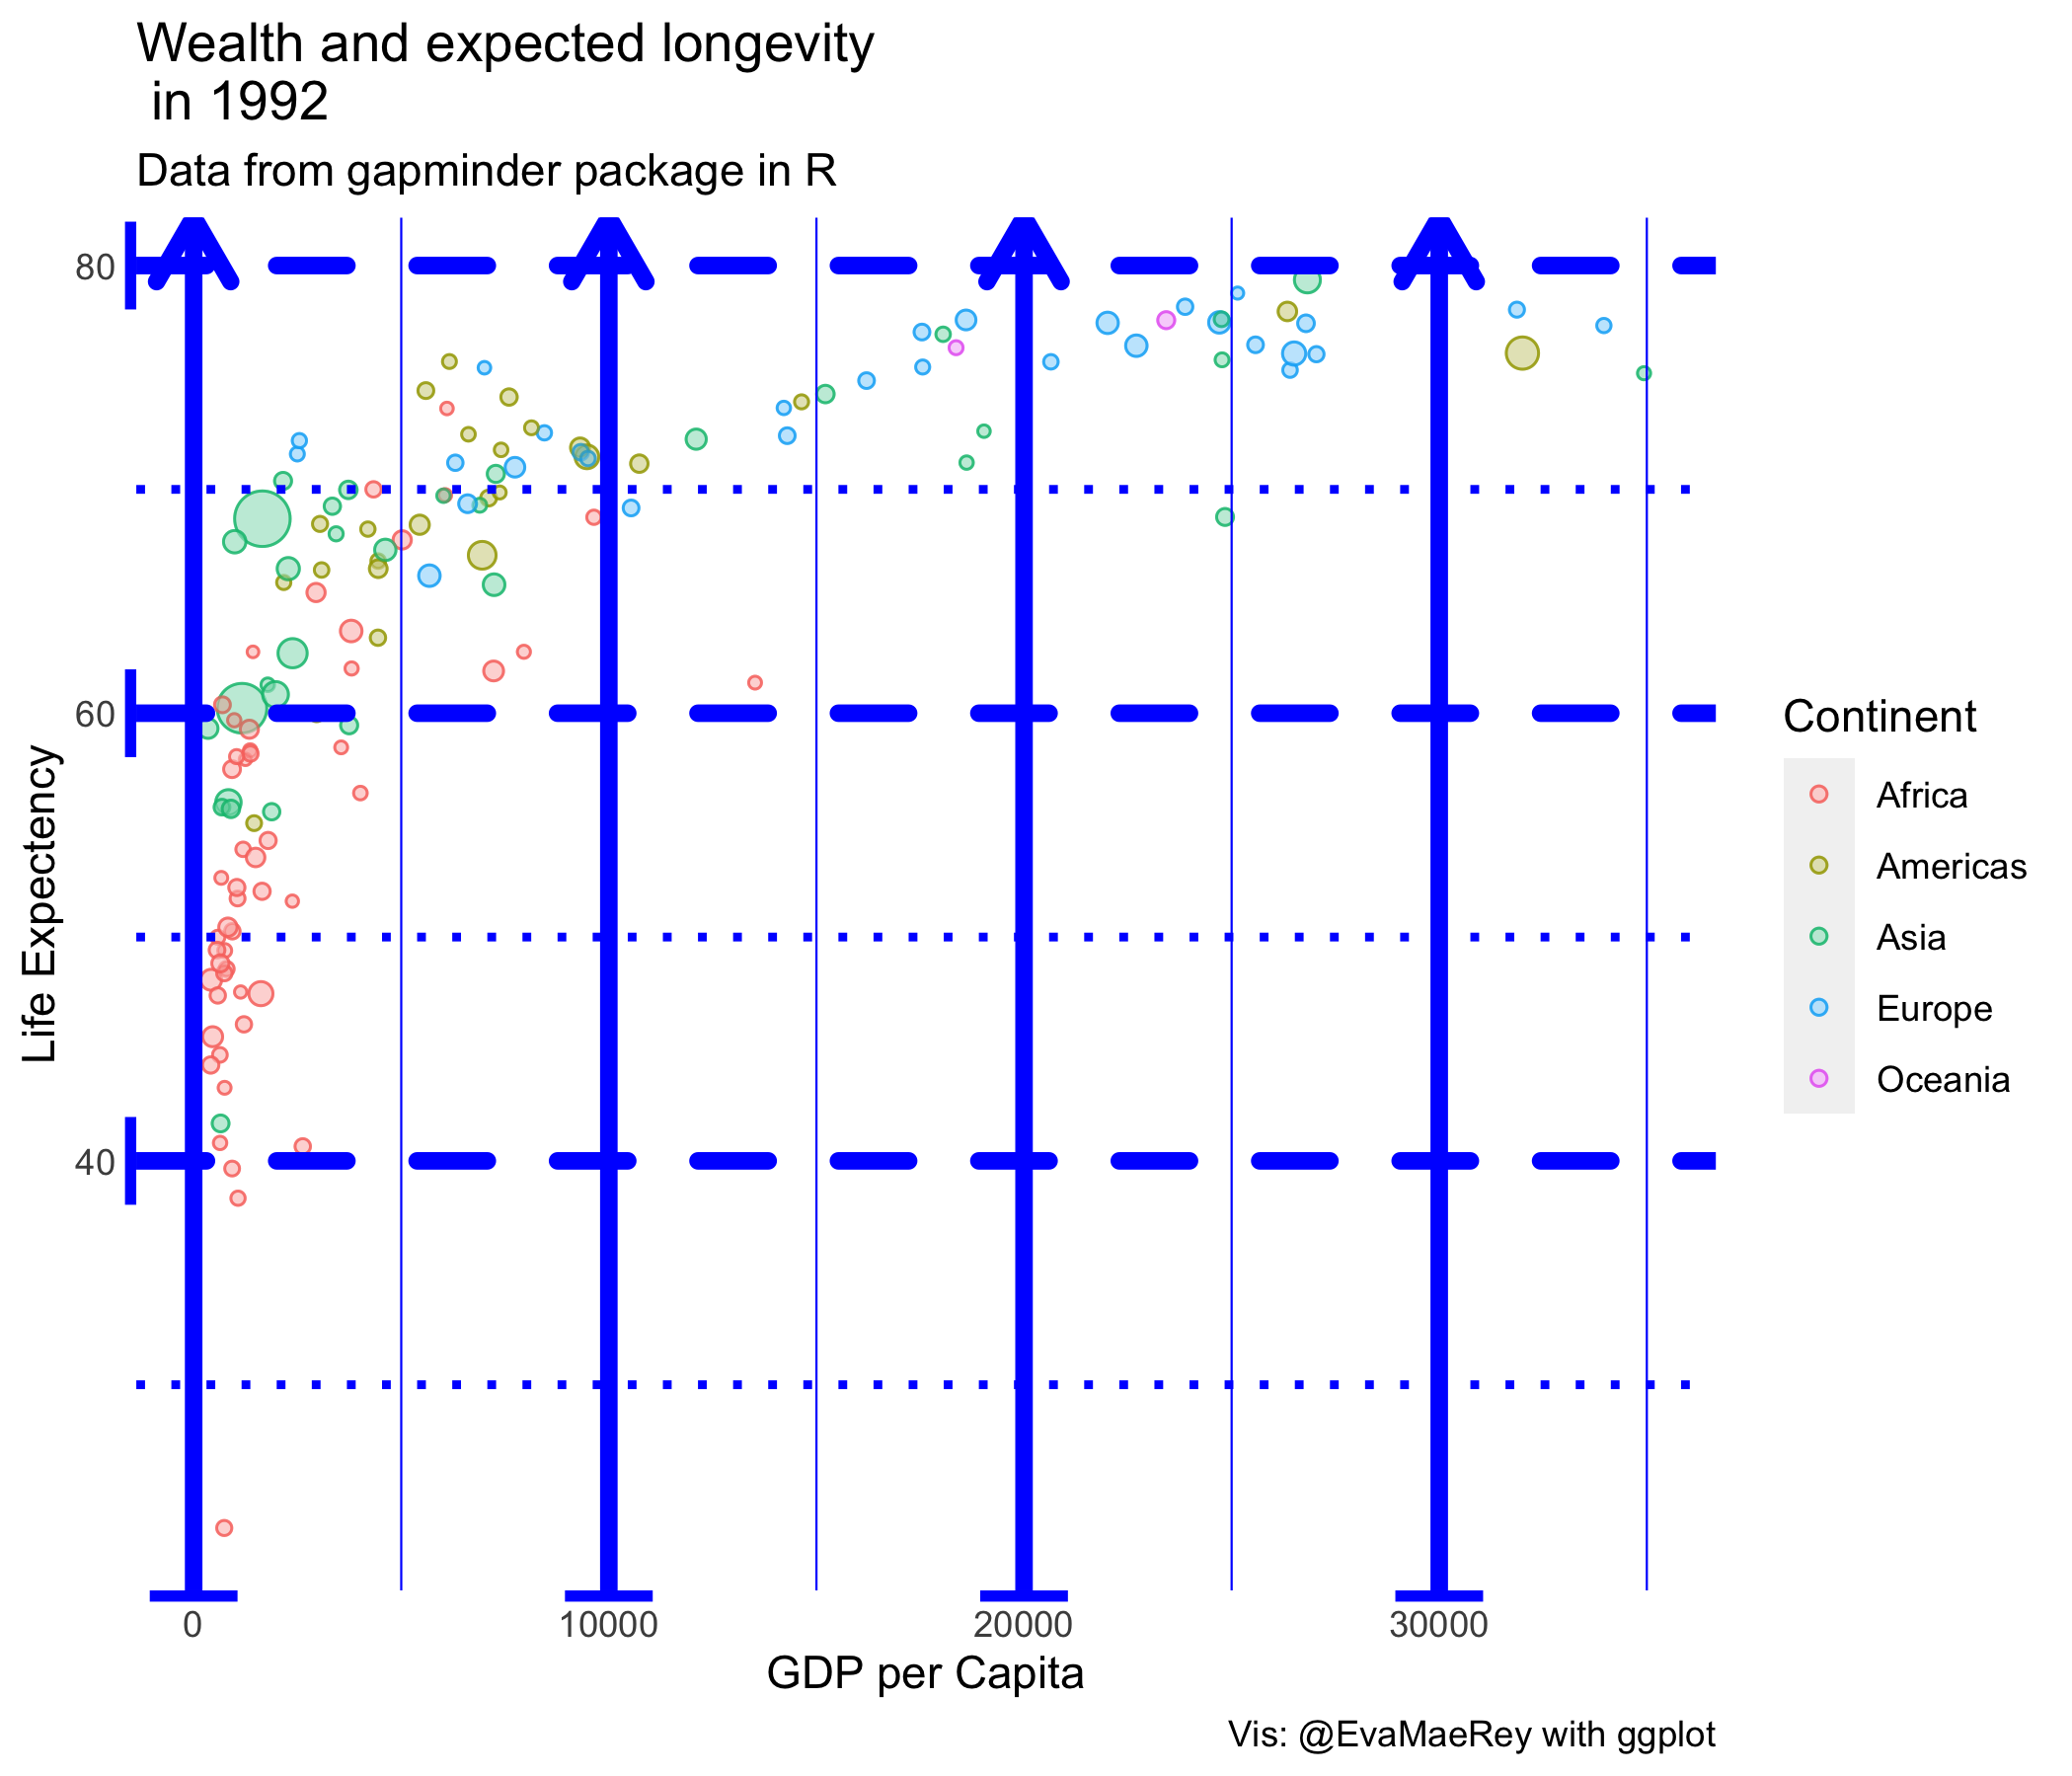 Wealth and expected longevity
in 1992
Data from gapminder package in R
80
60
40
Life Expectency
0 10000 20000 30000
GDP per Capita
Continent
Africa
Americas
Asia
Europe
Oceania
Vis: @EvaMaeRey with ggplot